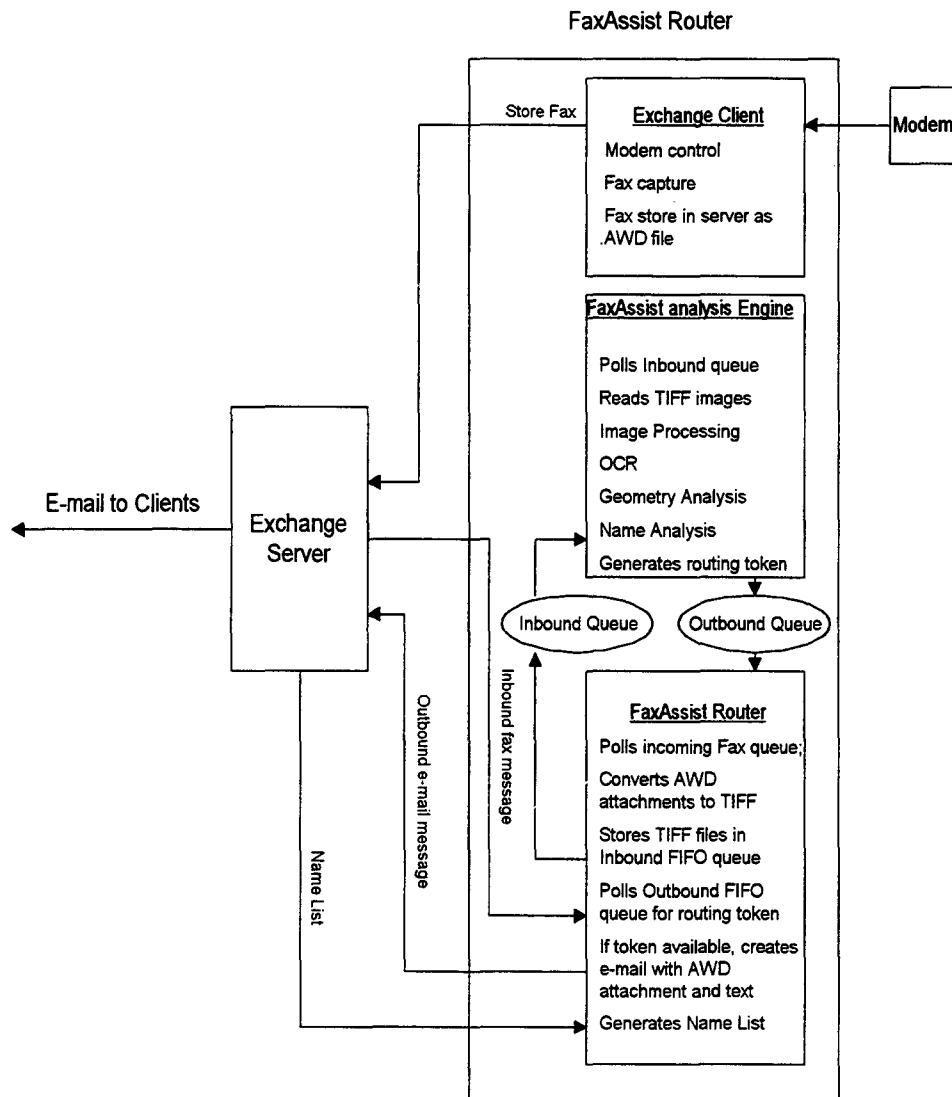 FaxAssist Router
Store Fax
Exchange Client
Modem control
Fax capture
Fax store in server as
.AWD file
Modem
FaxAssist analysis Engine
Polls Inbound queue
Reads TIFF images
Image Processing
OCR
Geometry Analysis
Name Analysis
Generates routing token
E-mail to Clients
Exchange
Server
Inbound Queue
Outbound Queue
Inbound fax message
Outbound e-mail message
Name List
FaxAssist Router
Polls incoming Fax queue;
Converts AWD
attachments to TIFF
Stores TIFF files in
Inbound FIFO queue
Polls Outbound FIFO
queue for routing token
If token available, creates
e-mail with AWD
attachment and text
Generates Name List